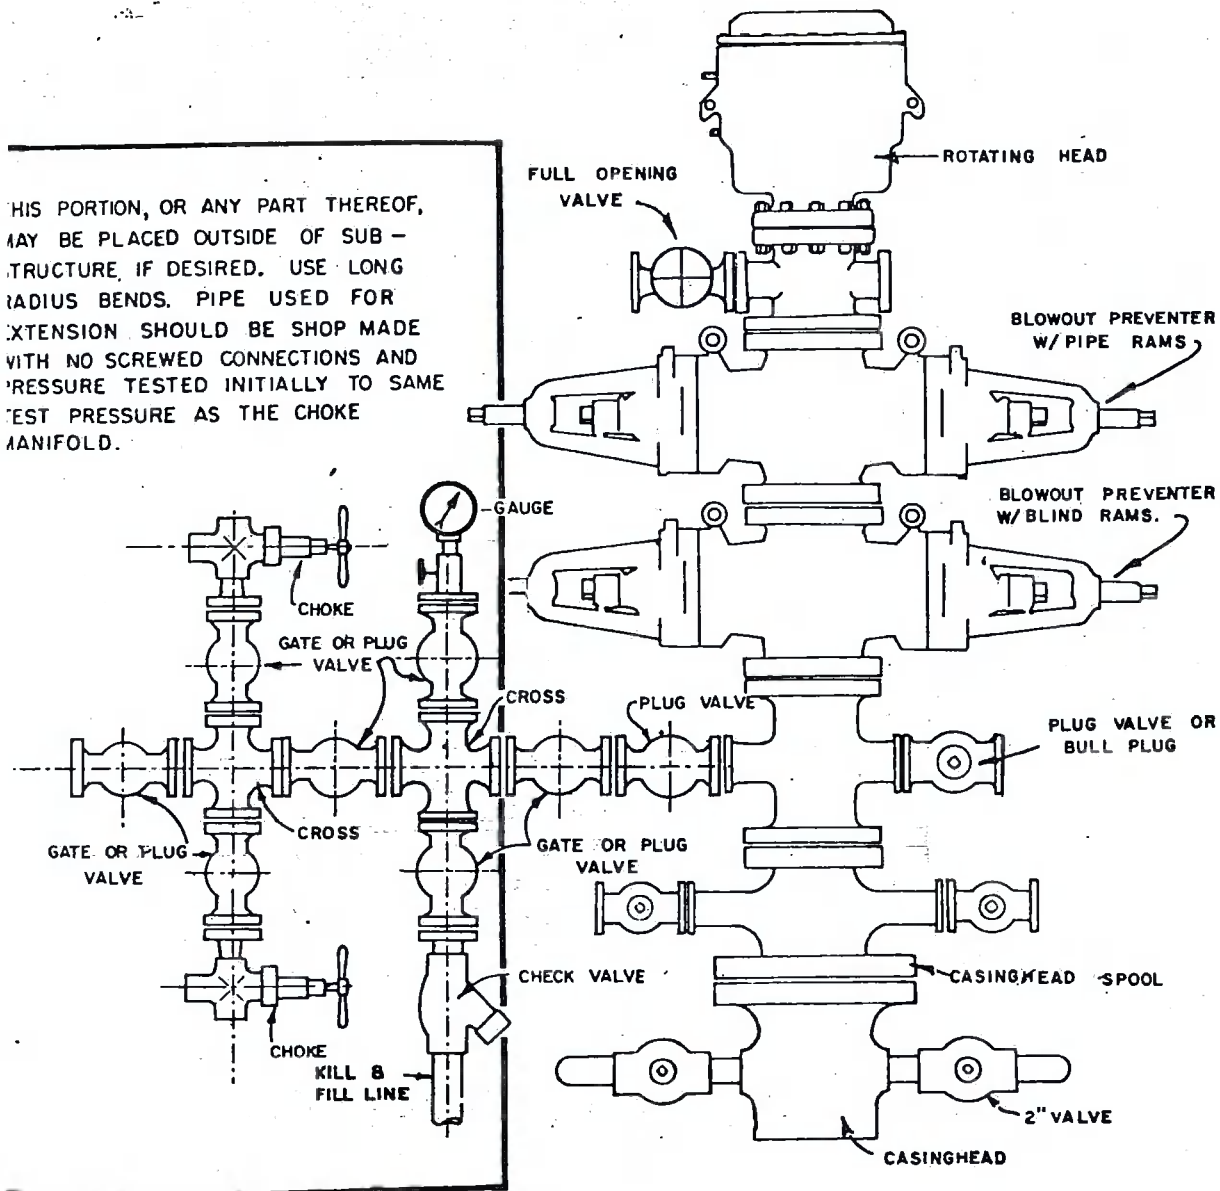 ROTATING HEAD
FULL OPENING
VALVE
HIS PORTION, OR ANY PART THEREOF,
MAY BE PLACED OUTSIDE OF SUB-
TRUCTURE IF DESIRED. USE LONG
RADIUS BENDS. PIPE USED FOR
EXTENSION SHOULD BE SHOP MADE
WITH NO SCREWED CONNECTIONS AND
PRESSURE TESTED INITIALLY TO SAME
TEST PRESSURE AS THE CHOKE
MANIFOLD.
BLOWOUT PREVENTER
W/ PIPE RAMS
BLOWOUT PREVENTER
W/ BLIND RAMS.
GAUGE
CHOKE
GATE OR PLUG
VALVE
CROSS
PLUG VALVE
PLUG VALVE OR
BULL PLUG
CROSS
GATE OR PLUG
VALVE
GATE OR PLUG
VALVE
CHECK VALVE
CASINGHEAD SPOOL
CHOKE
KILL &
FILL LINE
2" VALVE
CASINGHEAD